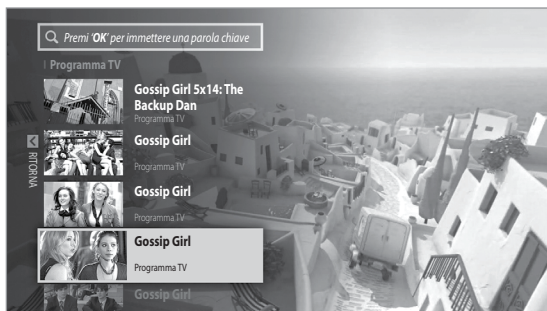 Premi 'OK' per immettere una parola chiave
Programma TV
Gossip Girl 5x14: The
Backup Dan
Programma TV
RITORNA
Gossip Girl
Programma TV
Gossip Girl
Programma TV
Gossip Girl
Programma TV
Gossip Girl